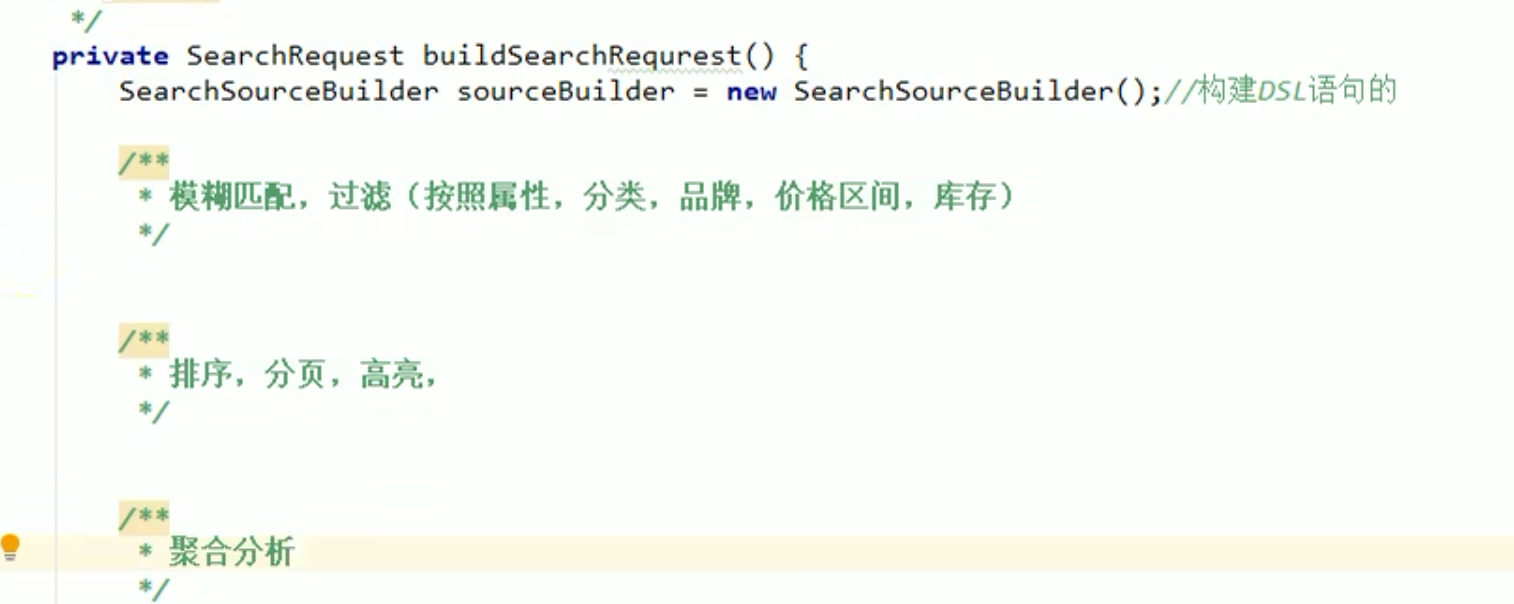 */
private SearchRequest buildSearchRequrest() {
SearchSourceBuilder sourceBuilder = new SearchSourceBuilder();//构建DSL语句的
/**
* 模糊匹配，过滤（按照属性，分类，品牌，价格区间，库存）
*/
/**
* 排序，分页，高亮，
*/
/**
* 聚合分析
*/